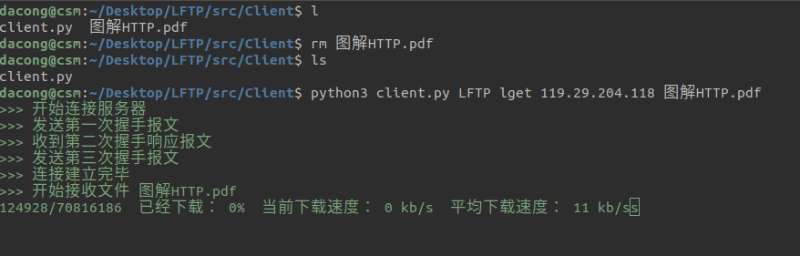 dacong@csm:~/Desktop/LFTP/src/Client$ l
client.py  图解HTTP.pdf
dacong@csm:~/Desktop/LFTP/src/Client$ rm 图解HTTP.pdf
dacong@csm:~/Desktop/LFTP/src/Client$ ls
client.py
dacong@csm:~/Desktop/LFTP/src/Client$ python3 client.py LFTP lget 119.29.204.118 图解HTTP.pdf
>>> 开始连接服务器
>>> 发送第一次握手报文
>>> 收到第二次握手响应报文
>>> 发送第三次握手报文
>>> 连接建立完毕
>>> 开始接收文件 图解HTTP.pdf
124928/70816186  已经下载： 0%  当前下载速度： 0 kb/s  平均下载速度： 11 kb/ss